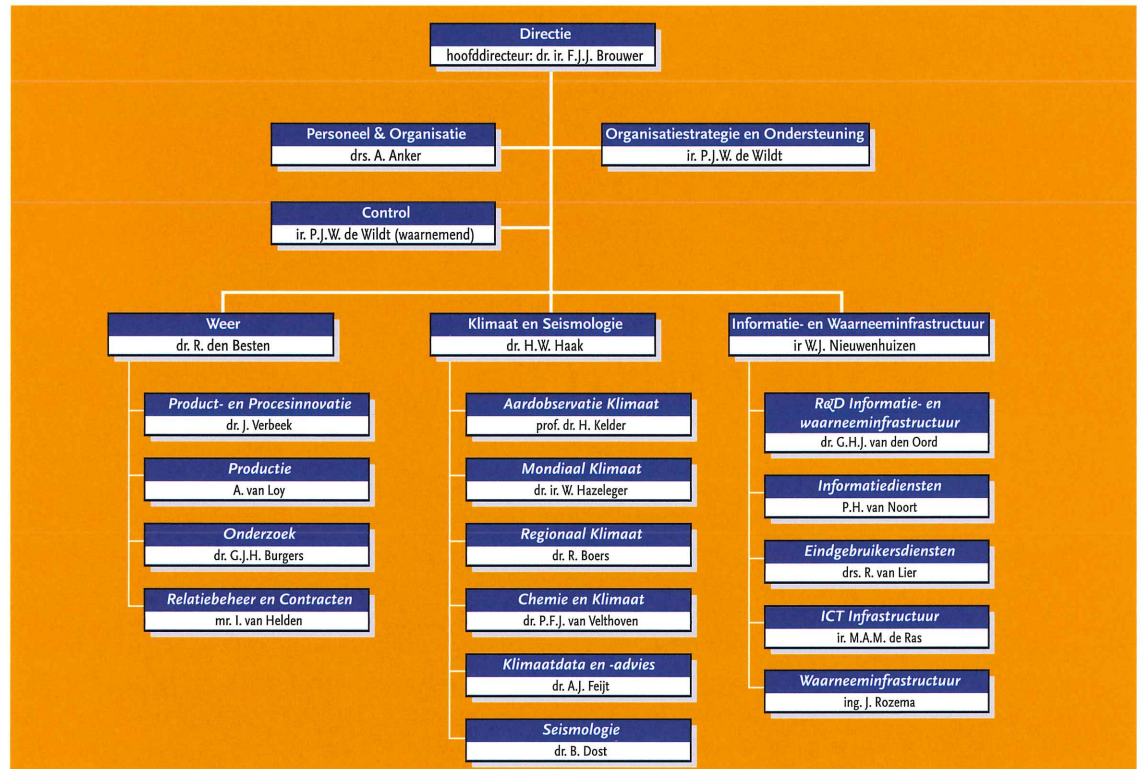 Directie
hoofddirecteur: dr. ir. F.J.J. Brouwer
Personeel & Organisatie
drs. A. Anker
Organisatiestrategie en Ondersteuning
ir. P.J.W. de Wildt
Control
ir. P.J.W. de Wildt (waarnemend)
Weer
dr. R. den Besten
Product- en Procesinnovatie
dr. J. Verbeek
Productie
A. van Loy
Onderzoek
dr. G.J.H. Burgers
Relatiebeheer en Contracten
mr. I. van Helden
Klimaat en Seismologie
dr. H.W. Haak
Aardobservatie Klimaat
prof. dr. H. Kelder
Mondiaal Klimaat
dr. ir. W. Hazeleger
Regionaal Klimaat
dr. R. Boers
Chemie en Klimaat
dr. P.F.J. van Velthoven
Klimaatdata en -advies
dr. A.J. Feijt
Seismologie
dr. B. Dost
Informatie- en Waarneeminfrastructuur
ir W.J. Nieuwenhuizen
R&D Informatie- en
waarneeminfrastructuur
dr. G.H.J. van den Oord
Informatiediensten
P.H. van Noort
Eindgebruikersdiensten
drs. R. van Lier
ICT Infrastructuur
ir. M.A.M. de Ras
Waarneeminfrastructuur
ing. J. Rozema